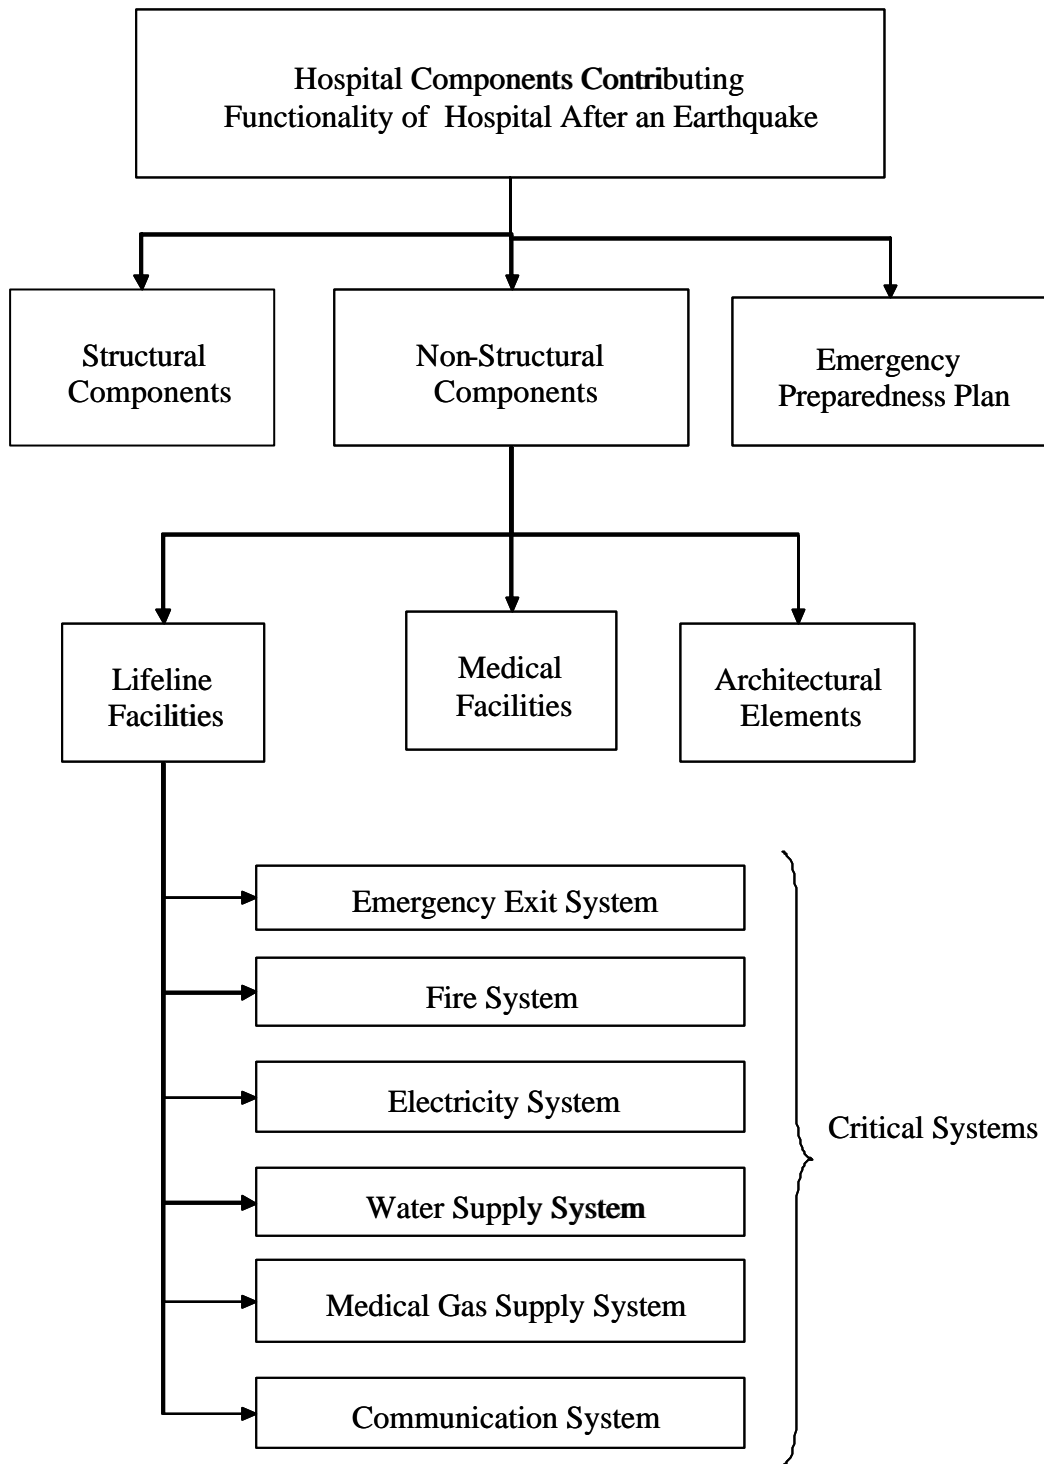 Hospital Components Contributing
Functionality of Hospital After an Earthquake
Structural
Components
Non-Structural
Components
Emergency
Preparedness Plan
Lifeline
Facilities
Medical
Facilities
Architectural
Elements
Emergency Exit System
Fire System
Electricity System
Water Supply System
Medical Gas Supply System
Communication System
Critical Systems